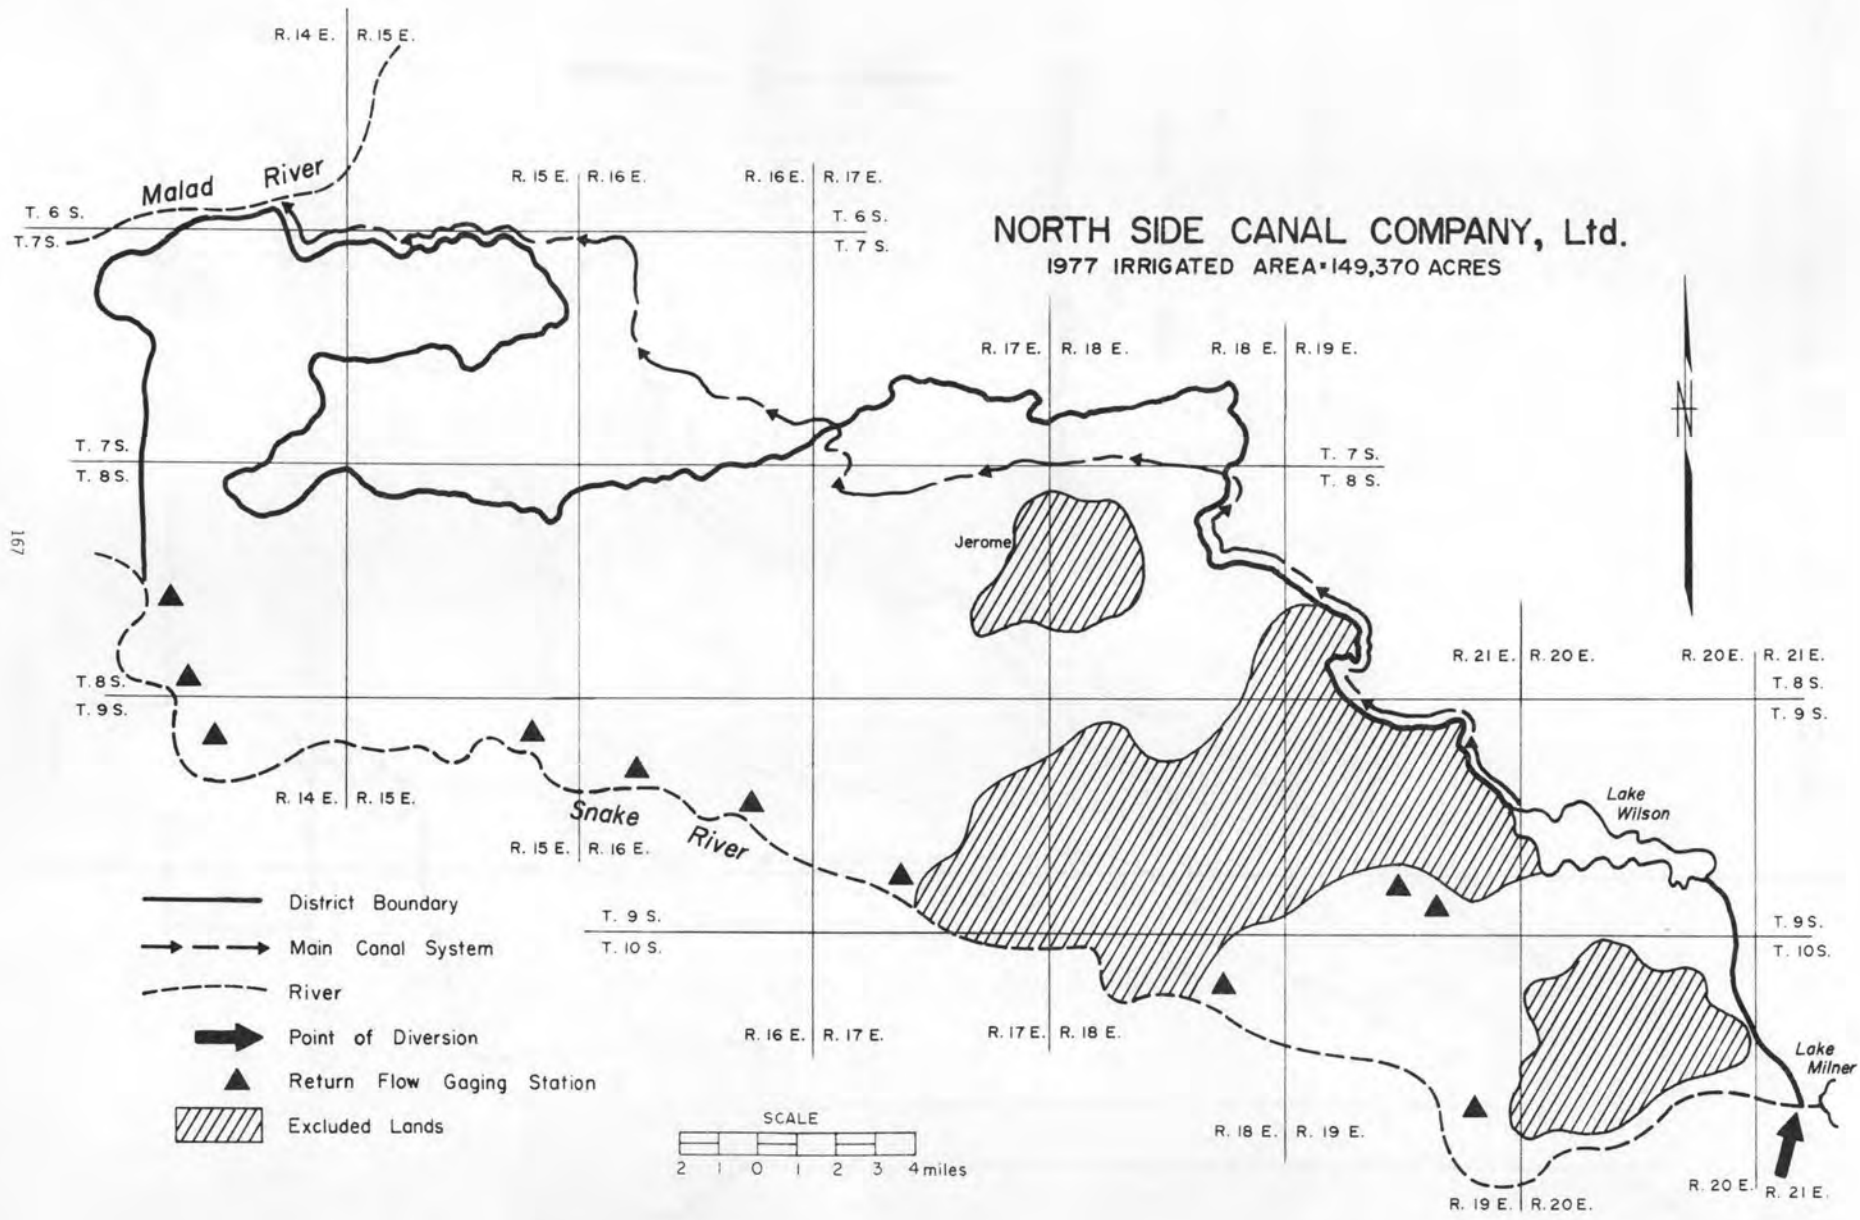 R. 14 E. R. 15 E.
Malad River
R. 15 E. R. 16 E.
R. 16 E. R. 17 E.
T. 6 S.
T. 7 S.
T. 6 S.
T. 7 S.
NORTH SIDE CANAL COMPANY, Ltd.
1977 IRRIGATED AREA=149,370 ACRES
N
R. 17 E. R. 18 E.
R. 18 E. R. 19 E.
T. 7 S.
T. 8 S.
T. 7 S.
T. 8 S.
Jerome
167
R. 21 E. R. 20 E.
R. 20 E. R. 21 E.
T. 8 S.
T. 9 S.
T. 8 S.
T. 9 S.
R. 14 E. R. 15 E.
Snake River
R. 15 E. R. 16 E.
Lake
Wilson
T. 9 S.
T. 10 S.
T. 9 S.
T. 10 S.
R. 16 E. R. 17 E.
R. 17 E. R. 18 E.
Lake
Milner
R. 18 E. R. 19 E.
R. 19 E. R. 20 E.
R. 20 E. R. 21 E.
District Boundary
Main Canal System
River
Point of Diversion
Return Flow Gaging Station
Excluded Lands
SCALE
2 1 0 1 2 3 4 miles